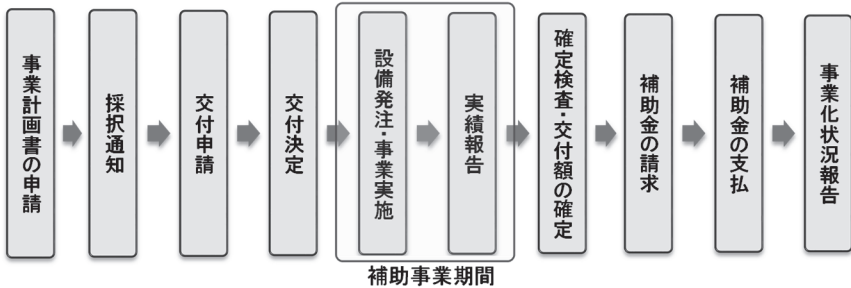 事業計画書の申請
採択通知
交付申請
交付決定
設備発注・事業実施
実績報告
確定検査・交付額の確定
補助金の請求
補助金の支払
事業化状況報告
補助事業期間